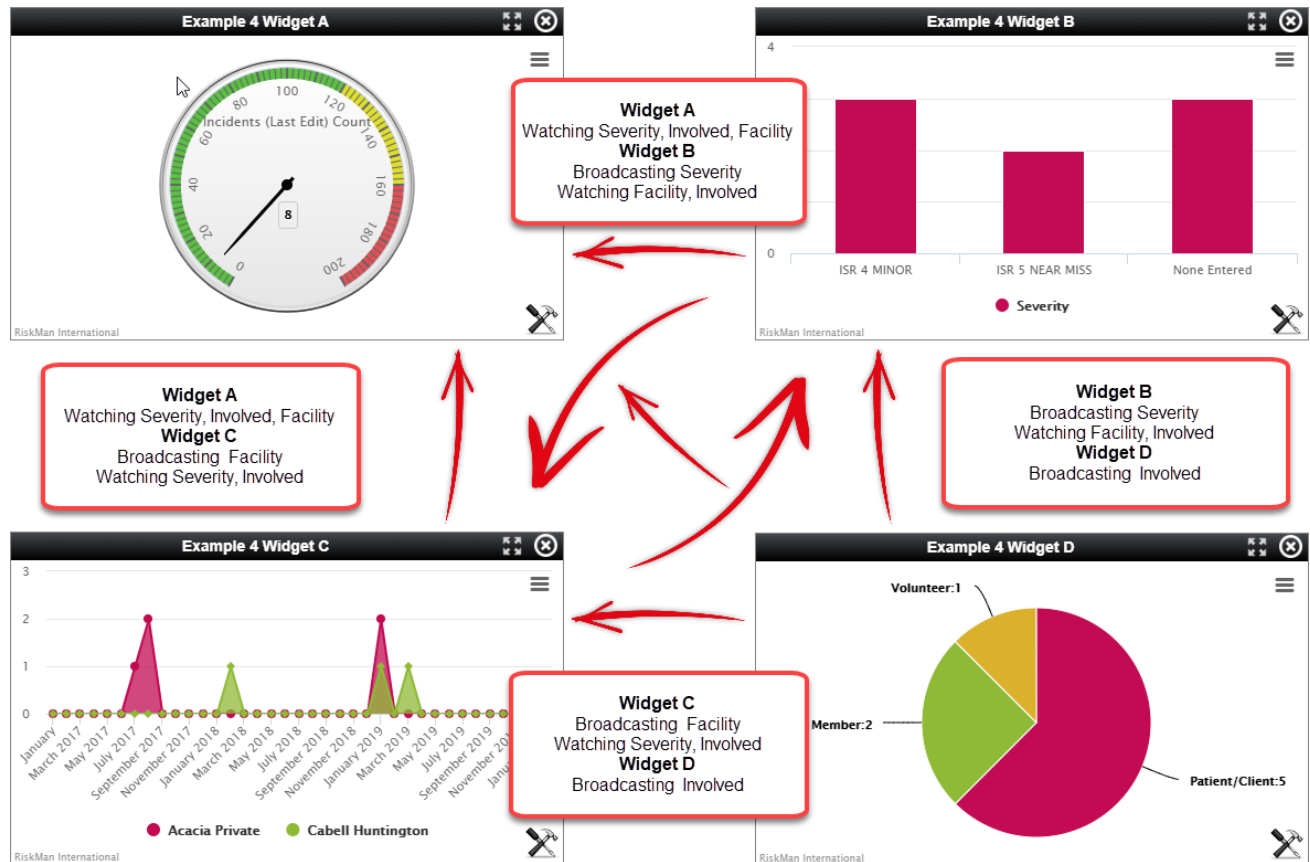 Example 4 Widget A
Incidents (Last Edit) Count
0
20
40
60
80
100
120
140
160
180
200
8
RiskMan International
Widget A
Watching Severity, Involved, Facility
Widget B
Broadcasting Severity
Watching Facility, Involved
Example 4 Widget B
4
0
ISR 4 MINOR
ISR 5 NEAR MISS
None Entered
Severity
RiskMan International
Widget A
Watching Severity, Involved, Facility
Widget C
Broadcasting Facility
Watching Severity, Involved
Widget B
Broadcasting Severity
Watching Facility, Involved
Widget D
Broadcasting Involved
Example 4 Widget C
3
2
1
0
January
March 2017
May 2017
July 2017
September 2017
November 2017
January 2018
March 2018
May 2018
July 2018
September 2018
November 2018
January 2019
March 2019
May 2019
July 2019
September 2019
November 20
Acacia Private
Cabell Huntington
RiskMan International
Widget C
Broadcasting Facility
Watching Severity, Involved
Widget D
Broadcasting Involved
Example 4 Widget D
Volunteer:1
Member:2
Patient/Client:5
RiskMan International